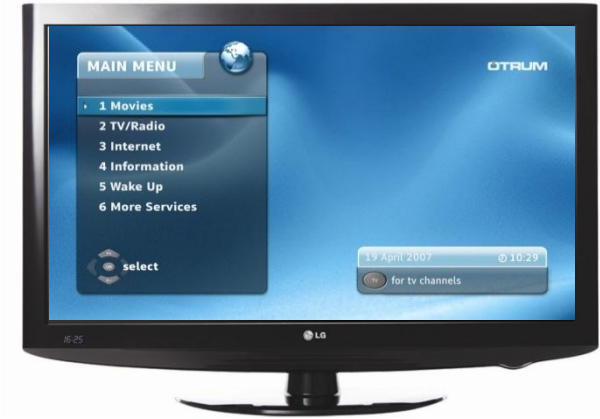 MAIN MENU
OTRUM
1 Movies
2 TV/Radio
3 Internet
4 Information
5 Wake Up
6 More Services
select
19 April 2007 10:29
TV for tv channels
16-25
LG